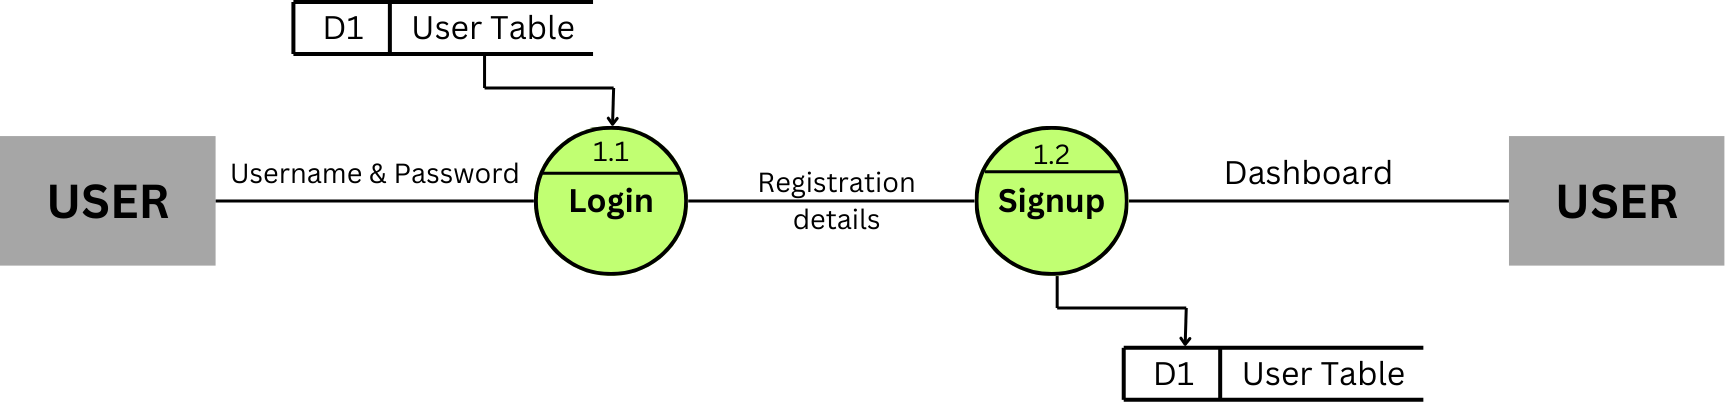 D1 User Table
USER
Username & Password
1.1
Login
Registration
details
1.2
Signup
Dashboard
USER
D1 User Table